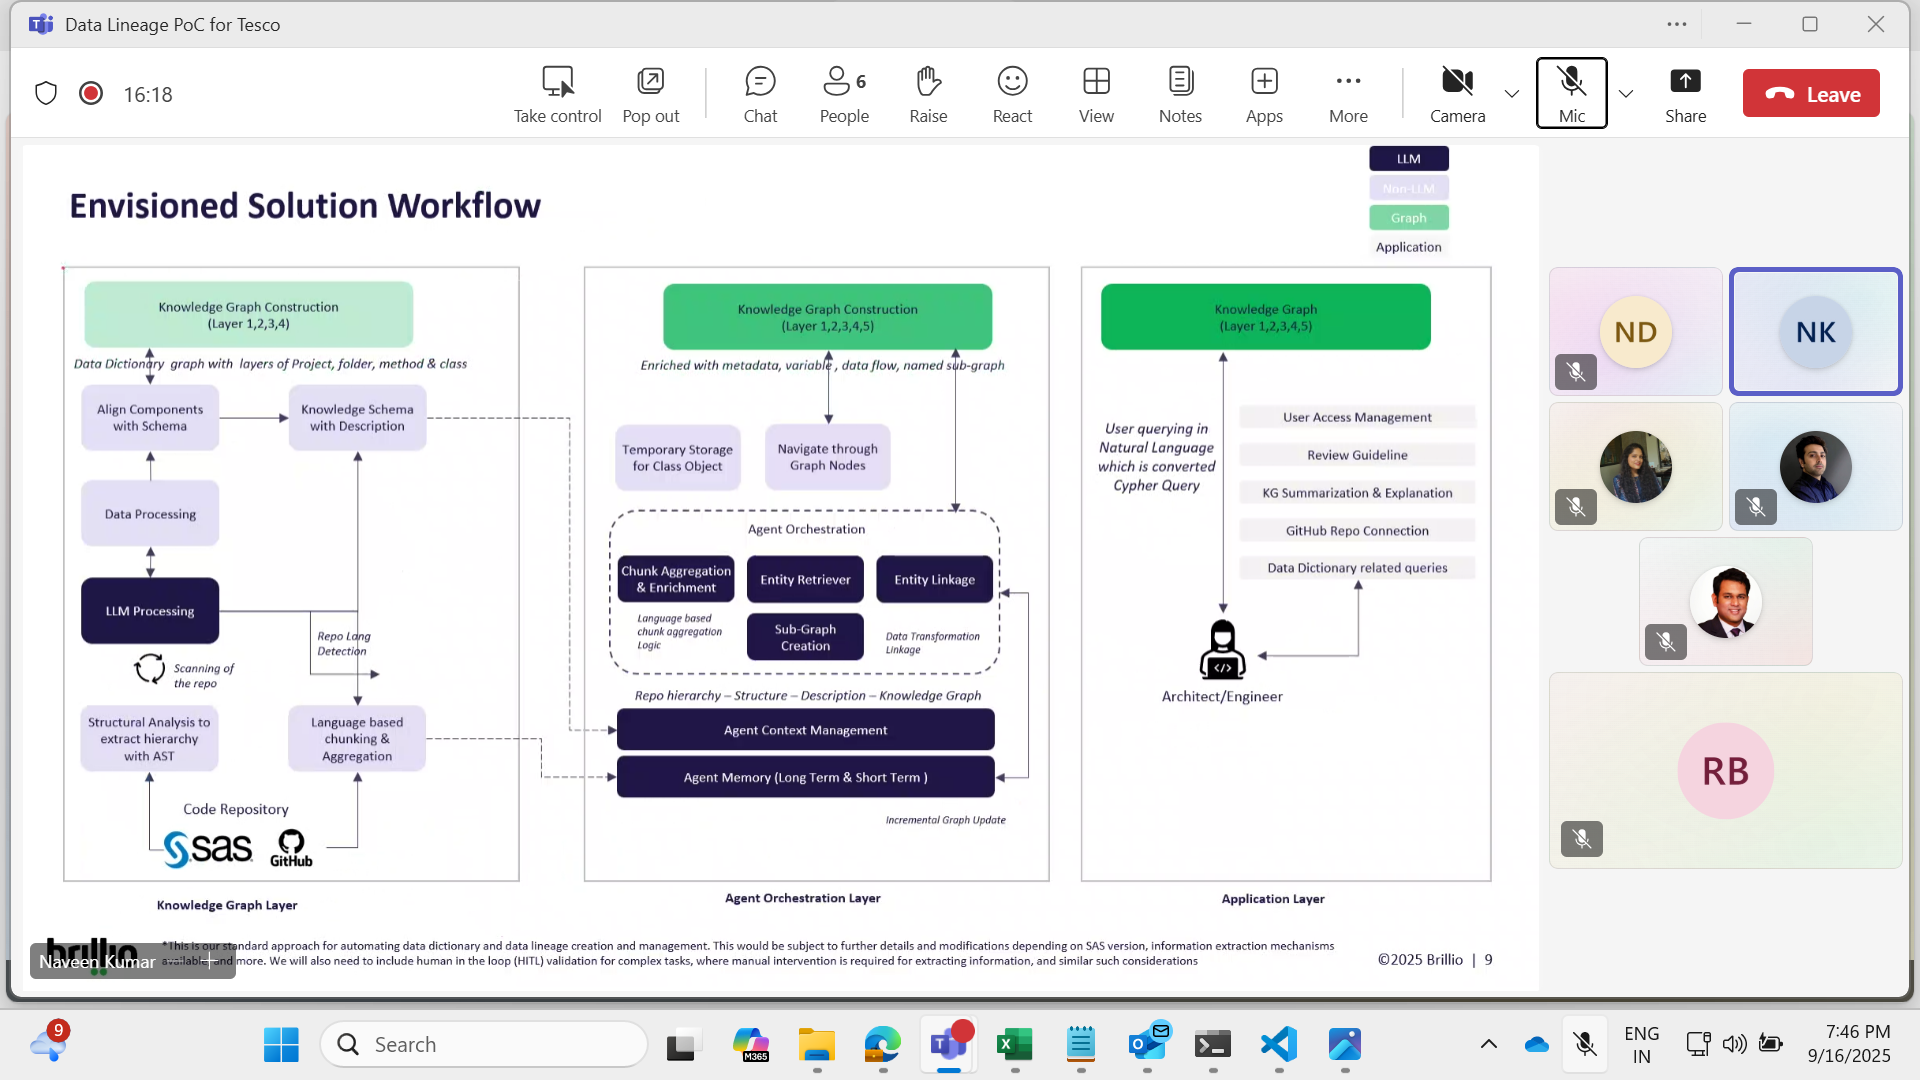 Data Lineage PoC for Tesco
16:18
Take control
Pop out
Chat
6
People
Raise
React
View
Notes
Apps
More
Camera
Mic
Share
Leave
LLM
Non-LLM
Graph
Application
Envisioned Solution Workflow
Knowledge Graph Construction
(Layer 1,2,3,4)
Data Dictionary graph with layers of Project, folder, method & class
Align Components
with Schema
Knowledge Schema
with Description
Data Processing
LLM Processing
Repo Lang
Detection
Scanning of
the repo
Structural Analysis to
extract hierarchy
with AST
Language based
chunking &
Aggregation
Code Repository
sas
GitHub
Knowledge Graph Layer
Knowledge Graph Construction
(Layer 1,2,3,4,5)
Enriched with metadata, variable , data flow, named sub-graph
Temporary Storage
for Class Object
Navigate through
Graph Nodes
Agent Orchestration
Chunk Aggregation
& Enrichment
Entity Retriever
Entity Linkage
Language based
chunk aggregation
Logic
Sub-Graph
Creation
Data Transformation
Linkage
Repo hierarchy – Structure – Description – Knowledge Graph
Agent Context Management
Agent Memory (Long Term & Short Term )
Incremental Graph Update
Agent Orchestration Layer
Knowledge Graph
(Layer 1,2,3,4,5)
User querying in
Natural Language
which is converted
Cypher Query
User Access Management
Review Guideline
KG Summarization & Explanation
GitHub Repo Connection
Data Dictionary related queries
</>
Architect/Engineer
Application Layer
brillio
Naveen Kumar
*This is our standard approach for automating data dictionary and data lineage creation and management. This would be subject to further details and modifications depending on SAS version, information extraction mechanisms
available and more. We will also need to include human in the loop (HITL) validation for complex tasks, where manual intervention is required for extracting information, and similar such considerations
©2025 Brillio | 9
ND
NK
RB
9
Search
M365
ENG
IN
7:46 PM
9/16/2025